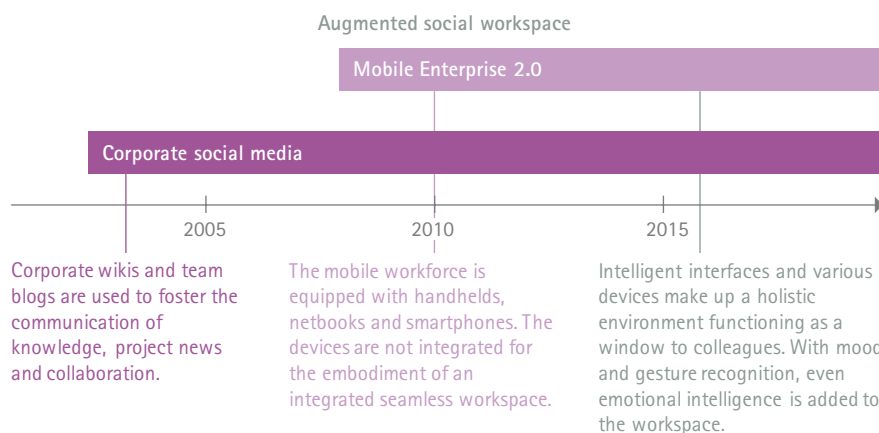 Augmented social workspace
Mobile Enterprise 2.0
Corporate social media
2005
2010
2015
Corporate wikis and team
blogs are used to foster the
communication of
knowledge, project news
and collaboration.
The mobile workforce is
equipped with handhelds,
netbooks and smartphones. The
devices are not integrated for
the embodiment of an
integrated seamless workspace.
Intelligent interfaces and various
devices make up a holistic
environment functioning as a
window to colleagues. With mood
and gesture recognition, even
emotional intelligence is added to
the workspace.